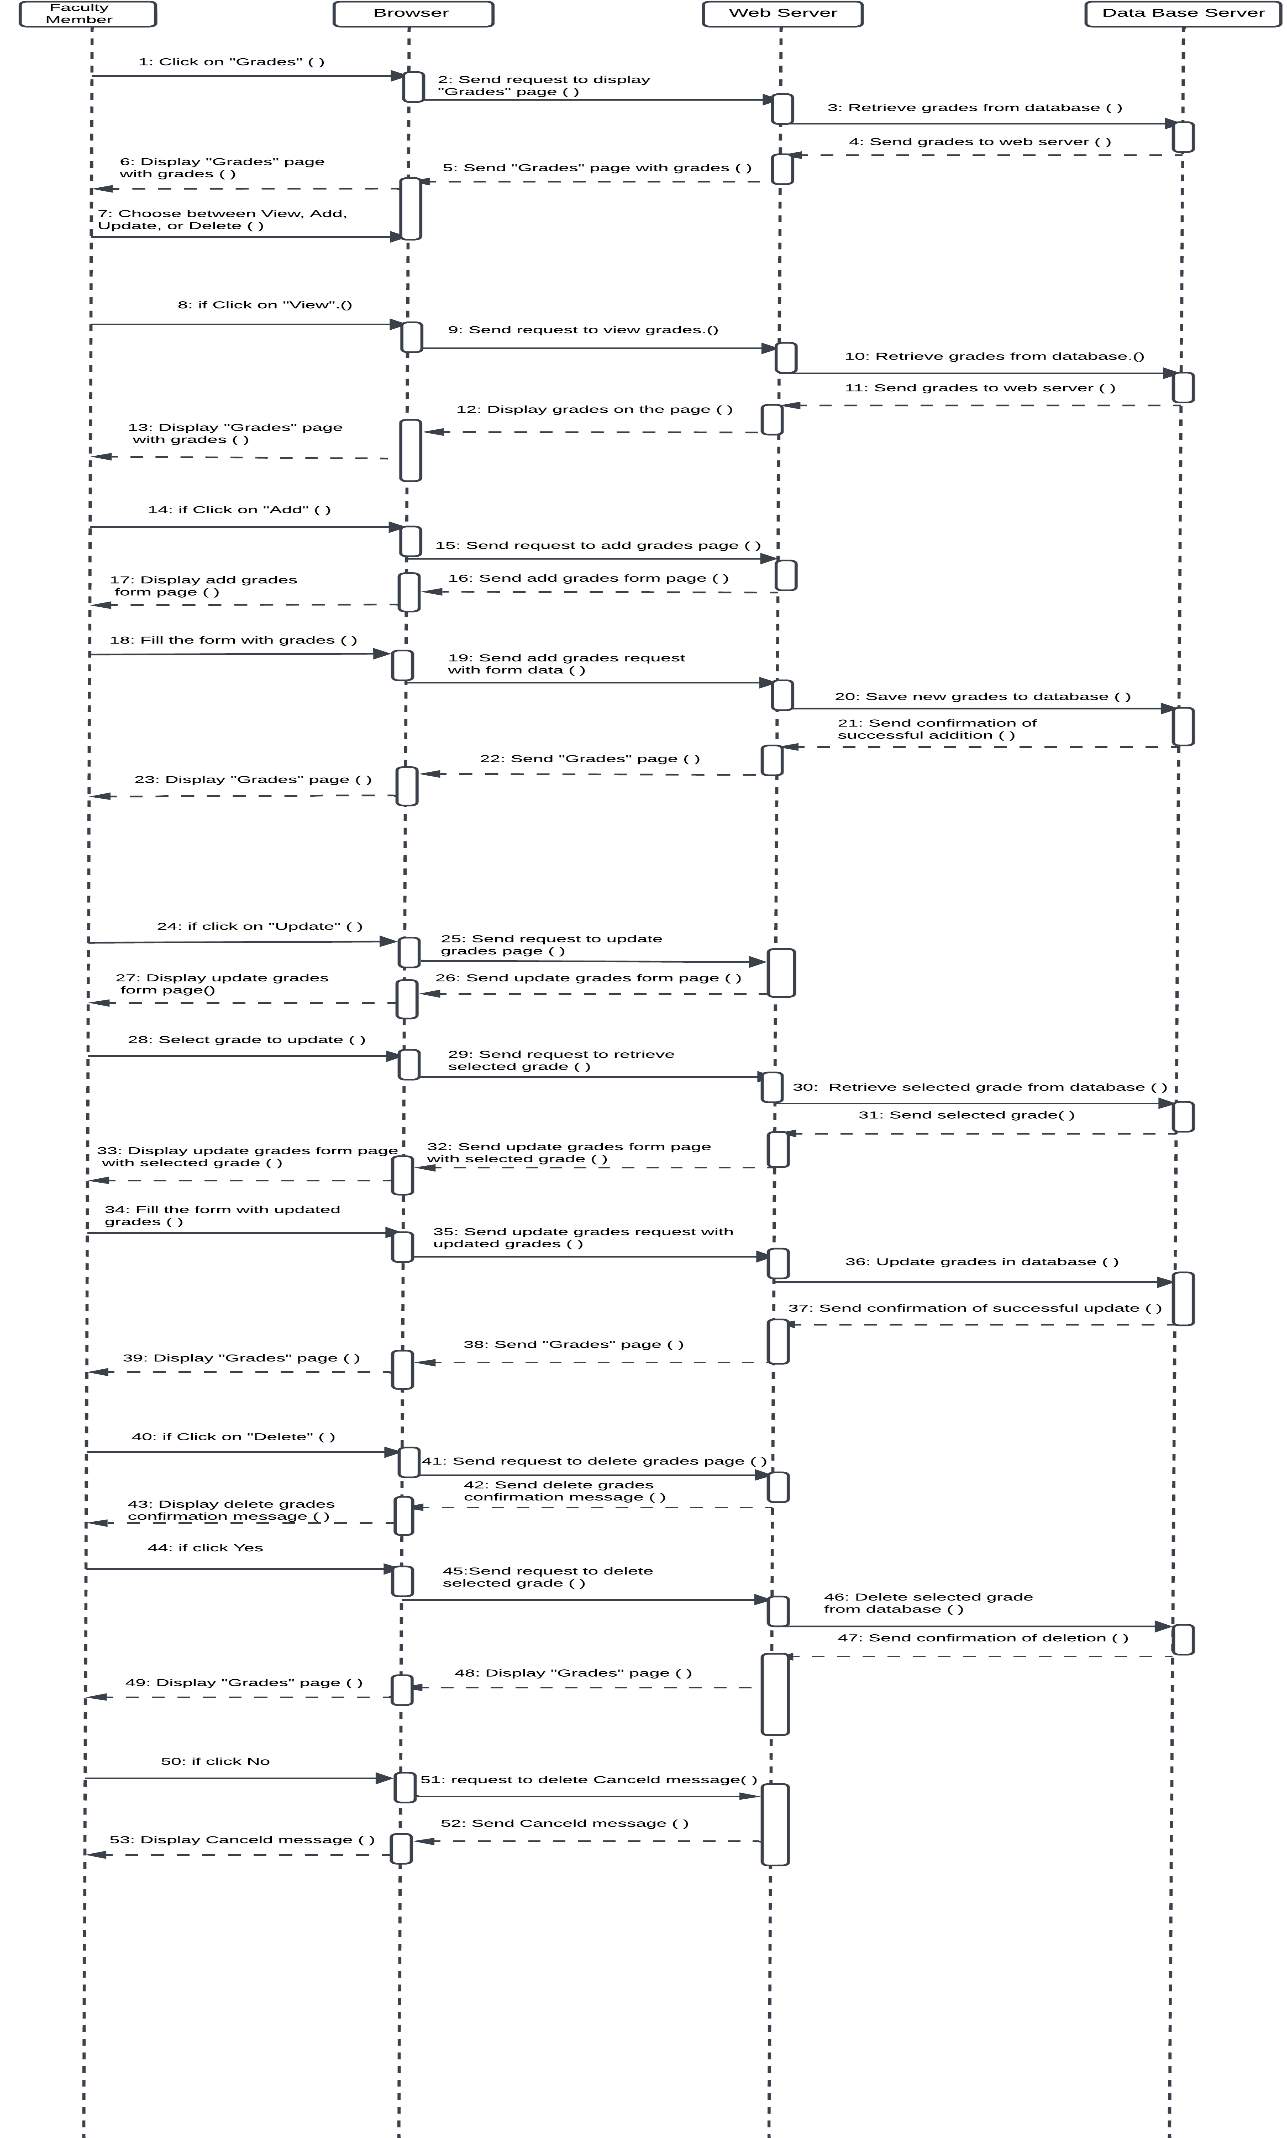 Faculty
Member
Browser
Web Server
Data Base Server
1: Click on "Grades" ( )
2: Send request to display
"Grades" page ( )
3: Retrieve grades from database ( )
4: Send grades to web server ( )
5: Send "Grades" page with grades ( )
6: Display "Grades" page
with grades ( )
7: Choose between View, Add,
Update, or Delete ( )
8: if Click on "View".()
9: Send request to view grades.()
10: Retrieve grades from database.()
11: Send grades to web server ( )
12: Display grades on the page ( )
13: Display "Grades" page
with grades ( )
14: if Click on "Add" ( )
15: Send request to add grades page ( )
16: Send add grades form page ( )
17: Display add grades
form page ( )
18: Fill the form with grades ( )
19: Send add grades request
with form data ( )
20: Save new grades to database ( )
21: Send confirmation of
successful addition ( )
22: Send "Grades" page ( )
23: Display "Grades" page ( )
24: if click on "Update" ( )
25: Send request to update
grades page ( )
26: Send update grades form page ( )
27: Display update grades
form page()
28: Select grade to update ( )
29: Send request to retrieve
selected grade ( )
30:  Retrieve selected grade from database ( )
31: Send selected grade( )
32: Send update grades form page
with selected grade ( )
33: Display update grades form page
with selected grade ( )
34: Fill the form with updated
grades ( )
35: Send update grades request with
updated grades ( )
36: Update grades in database ( )
37: Send confirmation of successful update ( )
38: Send "Grades" page ( )
39: Display "Grades" page ( )
40: if Click on "Delete" ( )
41: Send request to delete grades page ( )
42: Send delete grades
confirmation message ( )
43: Display delete grades
confirmation message ( )
44: if click Yes
45:Send request to delete
selected grade ( )
46: Delete selected grade
from database ( )
47: Send confirmation of deletion ( )
48: Display "Grades" page ( )
49: Display "Grades" page ( )
50: if click No
51: request to delete Canceld message( )
52: Send Canceld message ( )
53: Display Canceld message ( )